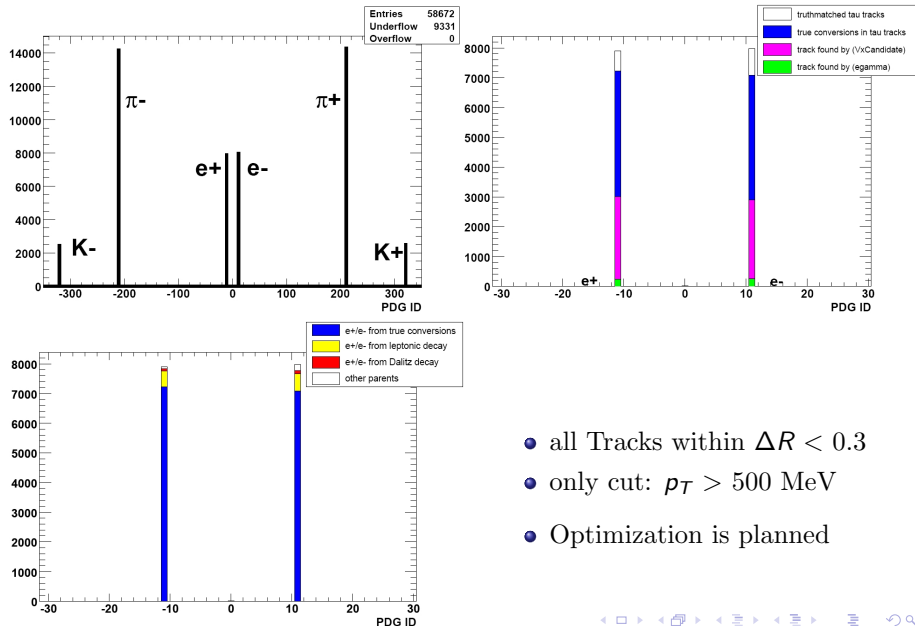 Entries 58672
Underflow 9331
Overflow 0
14000
12000
10000
8000
6000
4000
2000
0
π-
π+
e+ e-
K-
K+
-300 -200 -100 0 100 200 300
PDG ID
truthmatched tau tracks
true conversions in tau tracks
track found by (VxCandidate)
track found by (egamma)
8000
7000
6000
5000
4000
3000
2000
1000
0
e+ e-
-30 -20 -10 0 10 20 30
PDG ID
e+/e- from true conversions
e+/e- from leptonic decay
e+/e- from Dalitz decay
other parents
8000
7000
6000
5000
4000
3000
2000
1000
0
-30 -20 -10 0 10 20 30
PDG ID
all Tracks within ΔR < 0.3
only cut: pT > 500 MeV
Optimization is planned